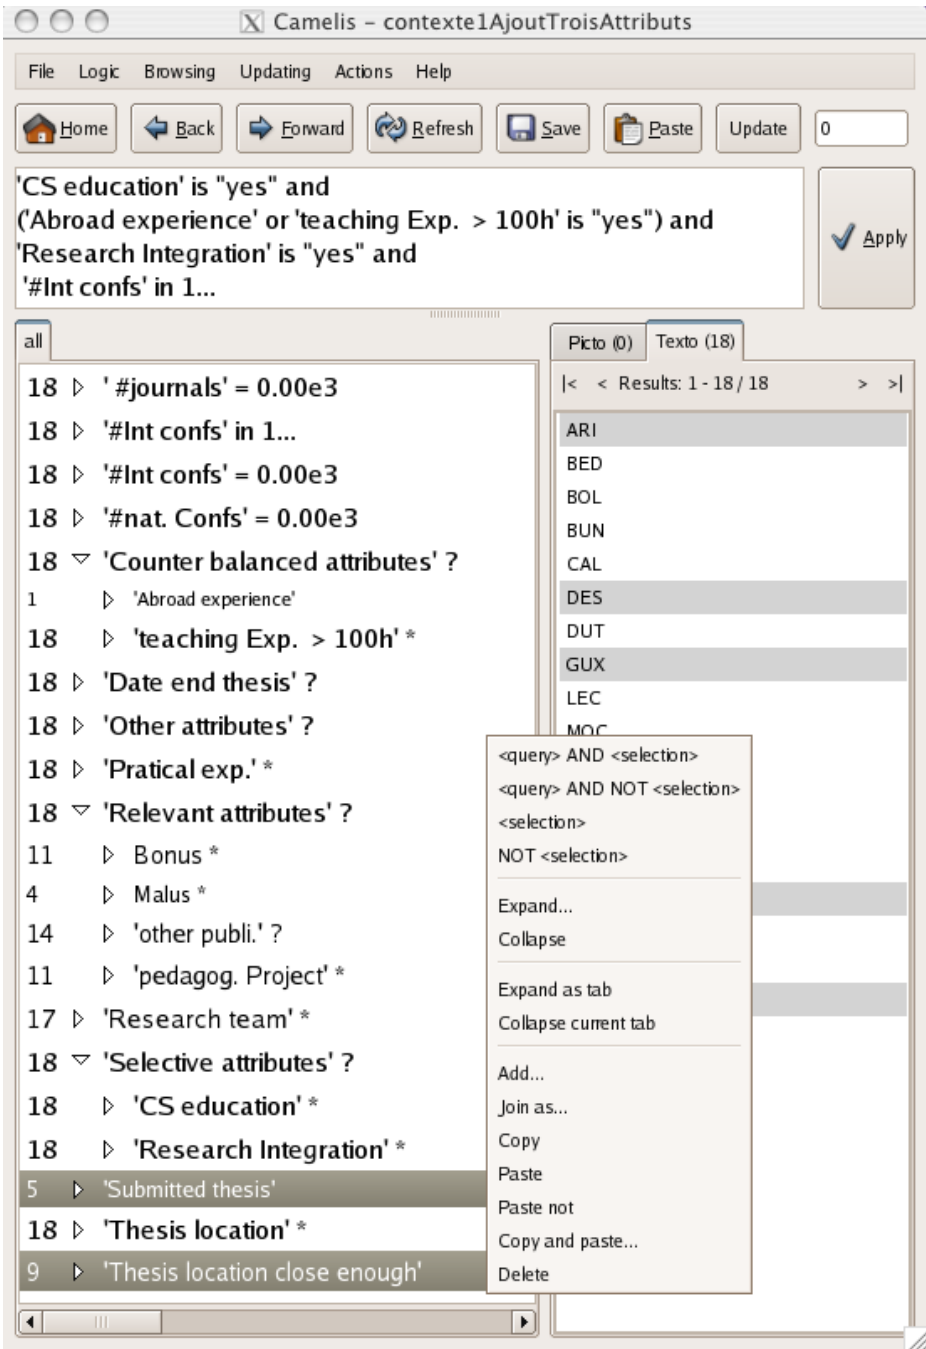 Camelis – contexte1AjoutTroisAttributs
File Logic Browsing Updating Actions Help
Home Back Forward Refresh Save Paste Update 0
'CS education' is "yes" and
('Abroad experience' or 'teaching Exp. > 100h' is "yes") and
'Research Integration' is "yes" and
'#Int confs' in 1...
Apply
all
18 ' #journals' = 0.00e3
18 '#Int confs' in 1...
18 '#Int confs' = 0.00e3
18 '#nat. Confs' = 0.00e3
18 'Counter balanced attributes' ?
1 'Abroad experience'
18 'teaching Exp. > 100h' *
18 'Date end thesis' ?
18 'Other attributes' ?
18 'Pratical exp.' *
18 'Relevant attributes' ?
11 Bonus *
4 Malus *
14 'other publi.' ?
11 'pedagog. Project' *
17 'Research team' *
18 'Selective attributes' ?
18 'CS education' *
18 'Research Integration' *
5 'Submitted thesis'
18 'Thesis location' *
9 'Thesis location close enough'
Picto (0) Texto (18)
|< < Results: 1 - 18 / 18 > >|
ARI
BED
BOL
BUN
CAL
DES
DUT
GUX
LEC
MOC
<query> AND <selection>
<query> AND NOT <selection>
<selection>
NOT <selection>
Expand...
Collapse
Expand as tab
Collapse current tab
Add...
Join as...
Copy
Paste
Paste not
Copy and paste...
Delete